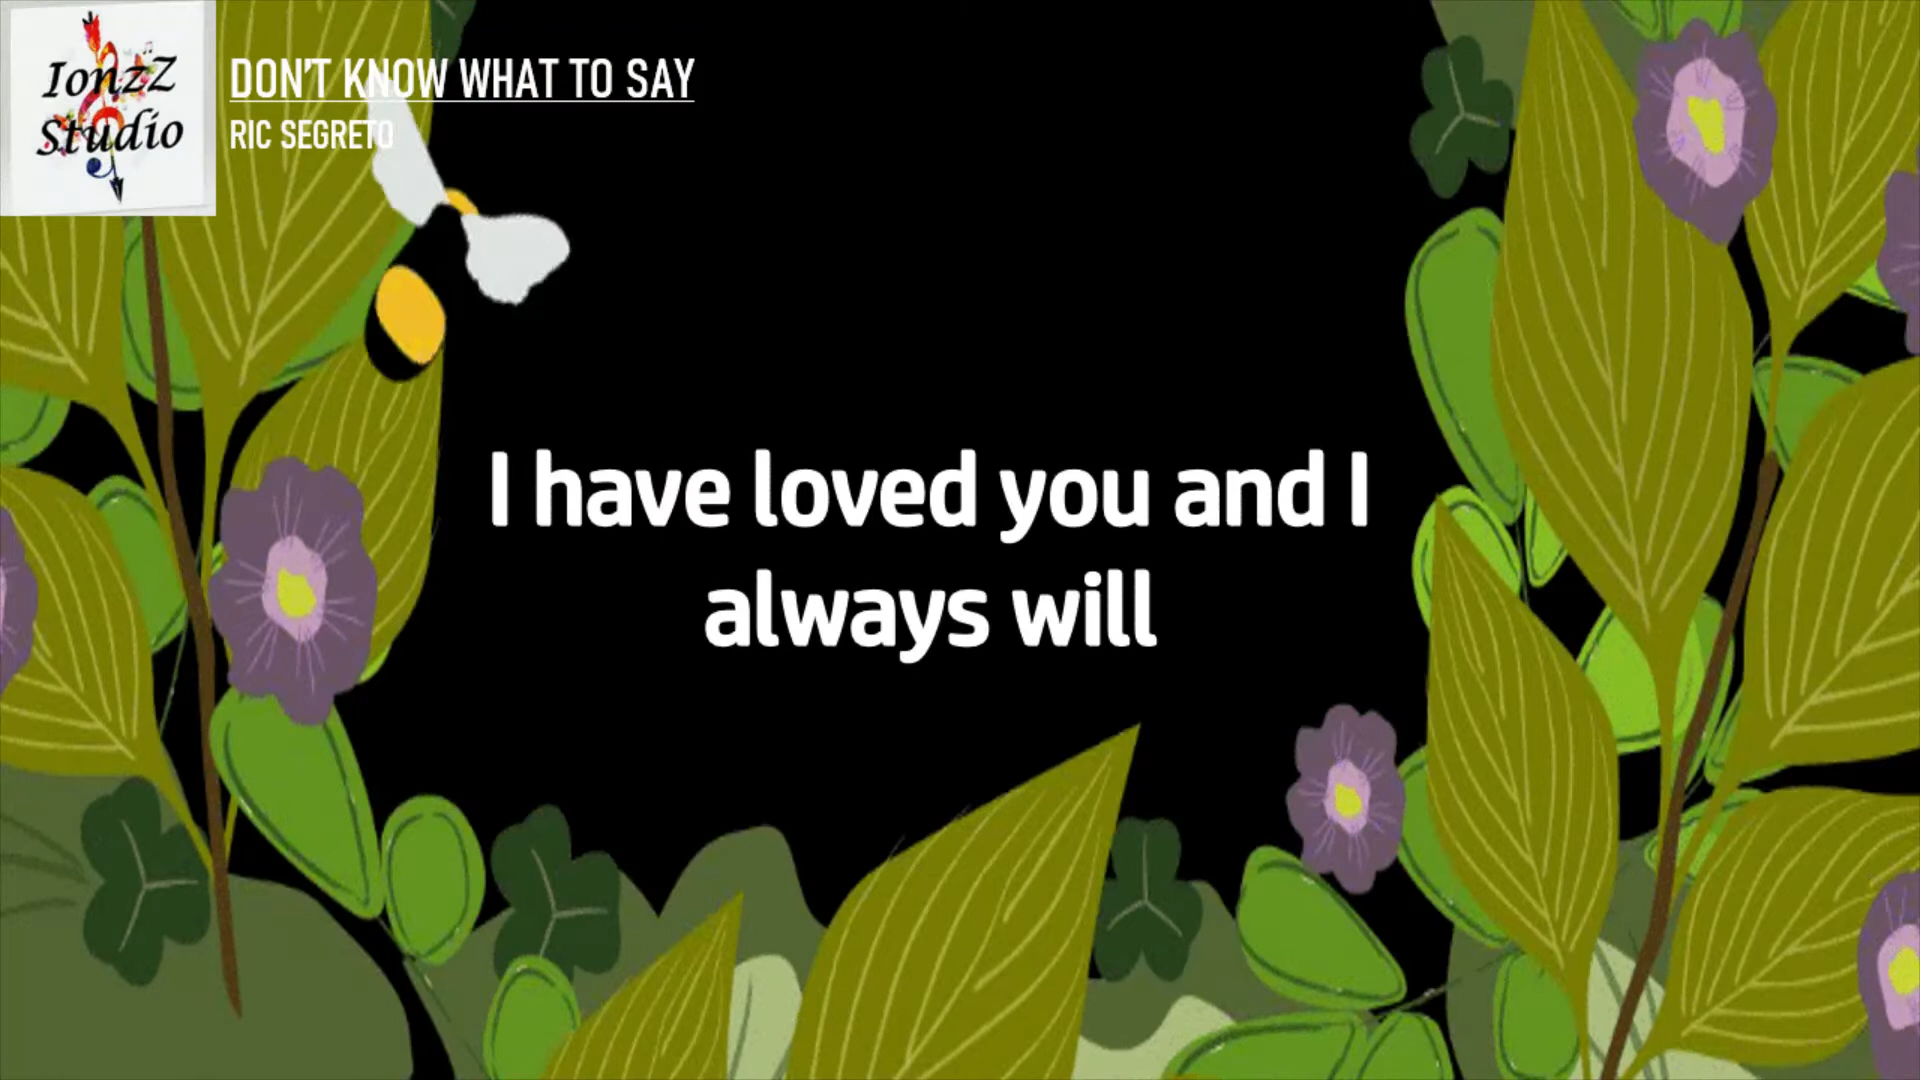 IonzZ
Studio
DON'T KNOW WHAT TO SAY
RIC SEGRETO
I have loved you and I
always will